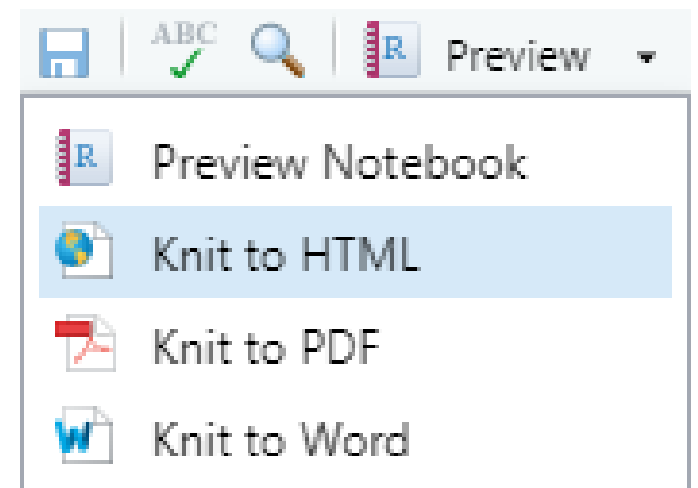 ABC R Preview
R Preview Notebook
Knit to HTML
Knit to PDF
W Knit to Word